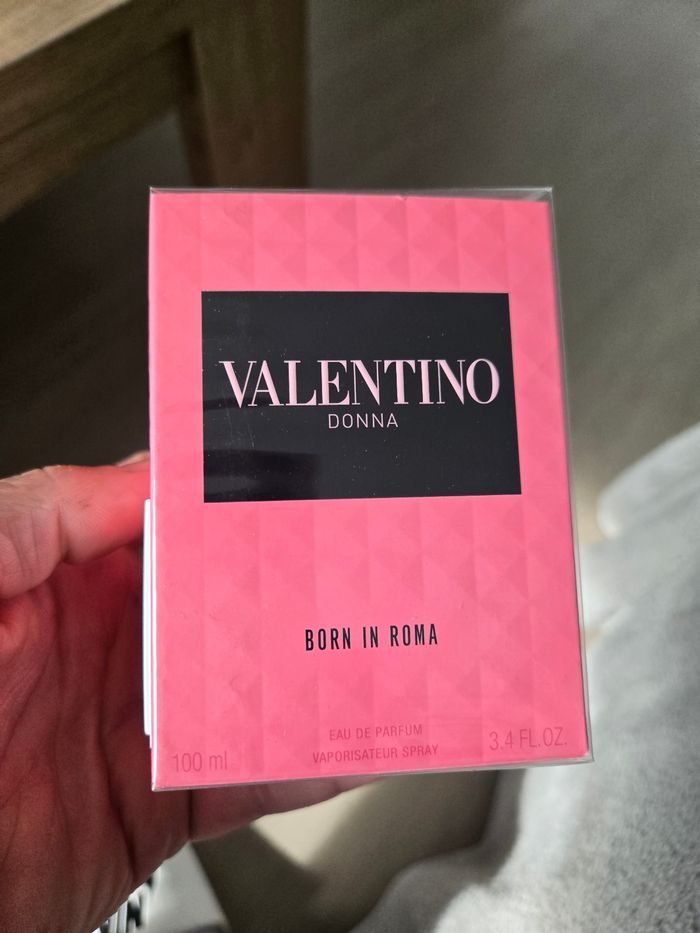 VALENTINO
DONNA
BORN IN ROMA
EAU DE PARFUM
VAPORISATEUR SPRAY
100 ml
3.4 FL.OZ.